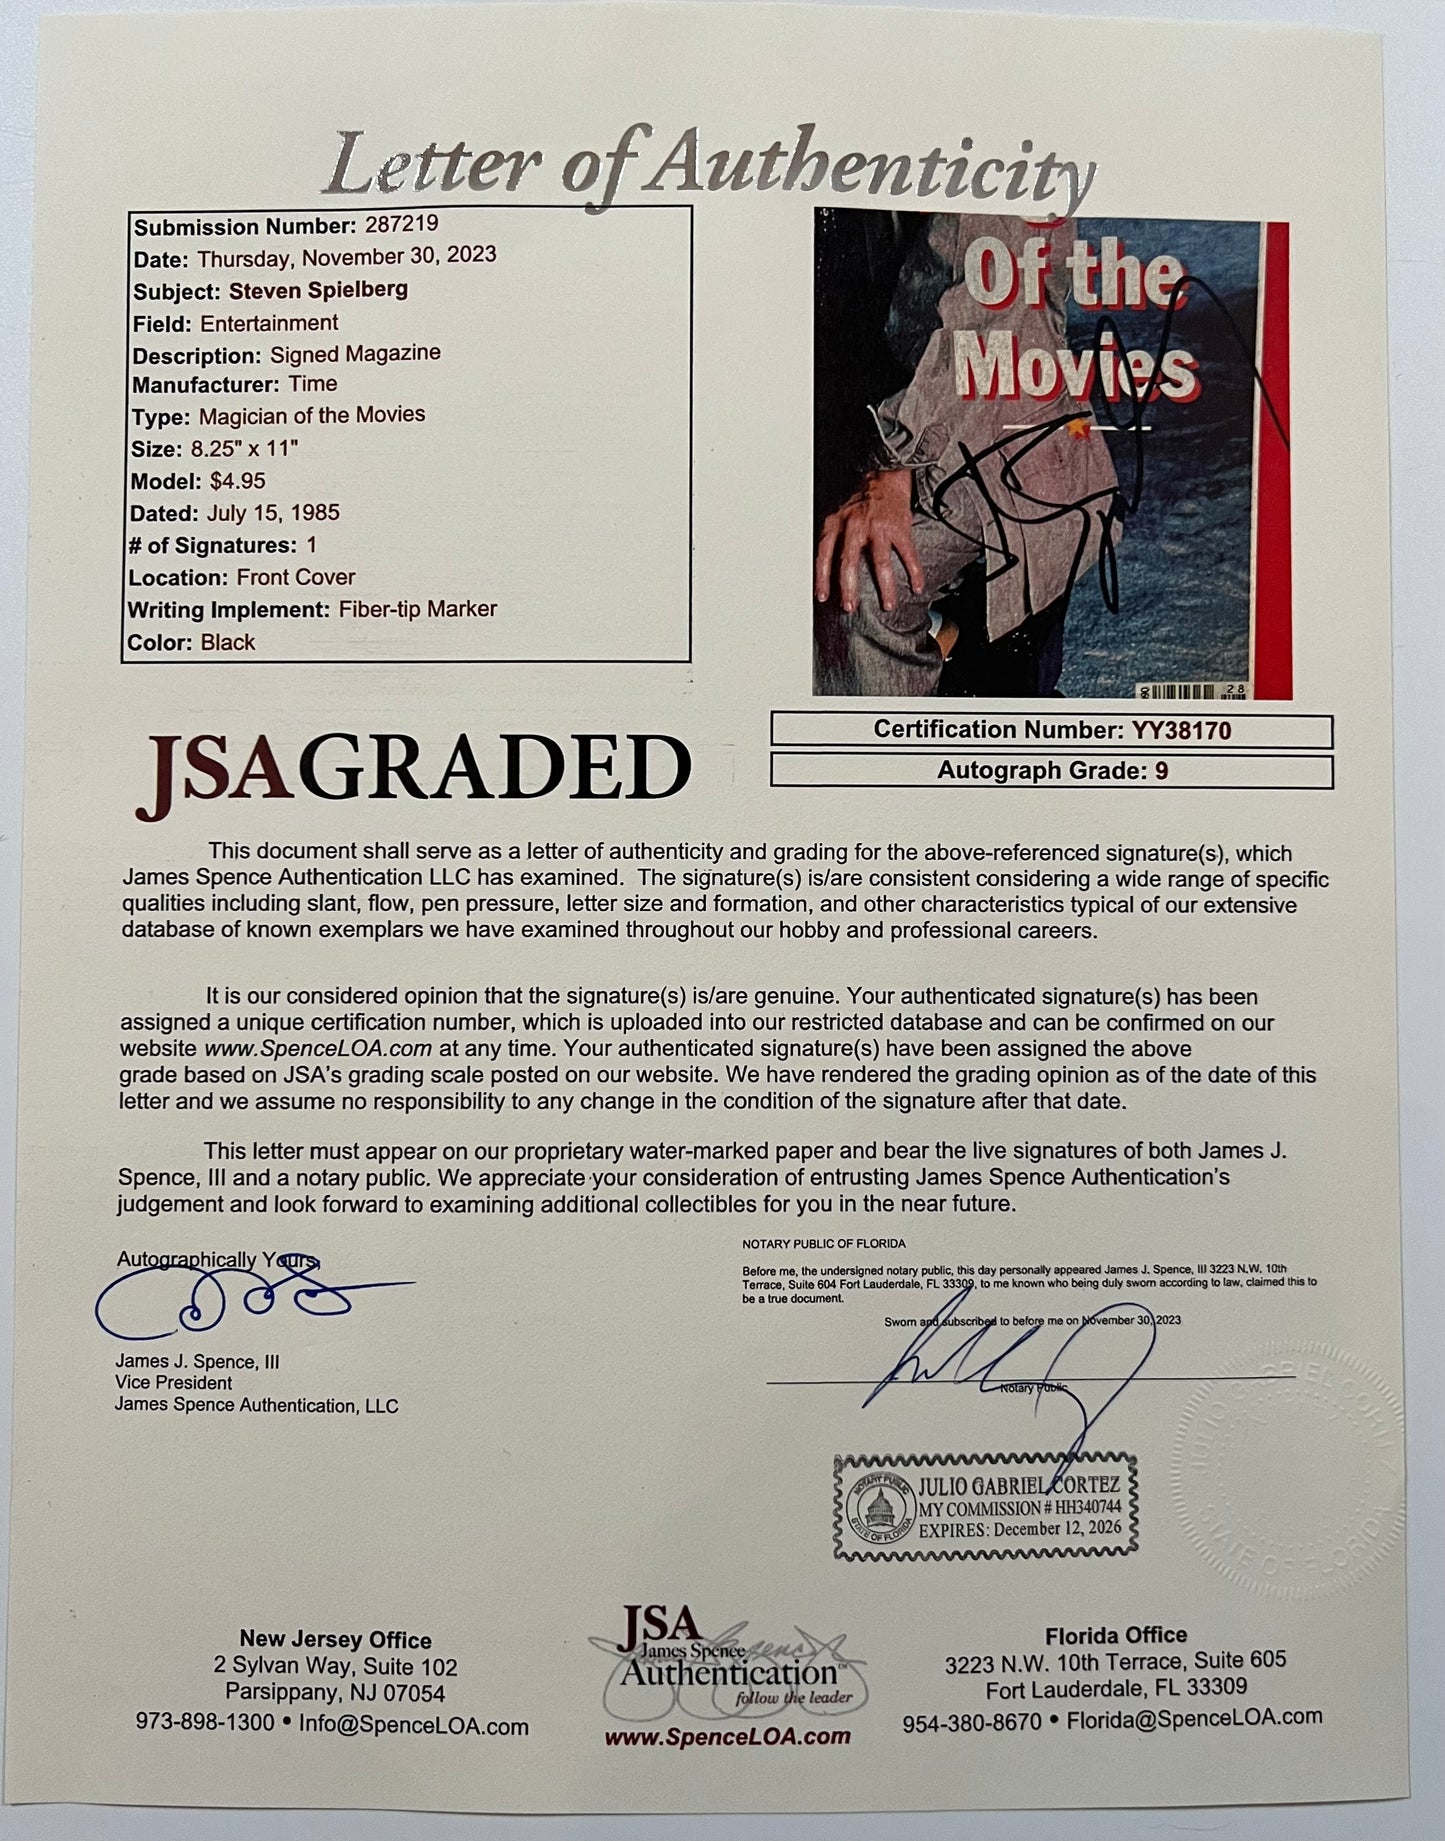 Letter of Authenticity
Submission Number: 287219
Date: Thursday, November 30, 2023
Subject: Steven Spielberg
Field: Entertainment
Description: Signed Magazine
Manufacturer: Time
Type: Magician of the Movies
Size: 8.25" x 11"
Model: $4.95
Dated: July 15, 1985
# of Signatures: 1
Location: Front Cover
Writing Implement: Fiber-tip Marker
Color: Black
Of the
Movies
28
Certification Number: YY38170
Autograph Grade: 9
JSAGRADED
This document shall serve as a letter of authenticity and grading for the above-referenced signature(s), which
James Spence Authentication LLC has examined. The signature(s) is/are consistent considering a wide range of specific
qualities including slant, flow, pen pressure, letter size and formation, and other characteristics typical of our extensive
database of known exemplars we have examined throughout our hobby and professional careers.
It is our considered opinion that the signature(s) is/are genuine. Your authenticated signature(s) has been
assigned a unique certification number, which is uploaded into our restricted database and can be confirmed on our
website www.SpenceLOA.com at any time. Your authenticated signature(s) have been assigned the above
grade based on JSA's grading scale posted on our website. We have rendered the grading opinion as of the date of this
letter and we assume no responsibility to any change in the condition of the signature after that date.
This letter must appear on our proprietary water-marked paper and bear the live signatures of both James J.
Spence, III and a notary public. We appreciate your consideration of entrusting James Spence Authentication's
judgement and look forward to examining additional collectibles for you in the near future.
Autographically Yours,
James J. Spence, III
Vice President
James Spence Authentication, LLC
NOTARY PUBLIC OF FLORIDA
Before me, the undersigned notary public, this day personally appeared James J. Spence, III 3223 N.W. 10th
Terrace, Suite 604 Fort Lauderdale, FL 33309, to me known who being duly sworn according to law, claimed this to
be a true document.
Sworn and subscribed to before me on November 30, 2023
Notary Public
NOTARY PUBLIC
STATE OF FLORIDA
JULIO GABRIEL CORTEZ
MY COMMISSION # HH340744
EXPIRES: December 12, 2026
JULIO GABRIEL CORTEZ
STATE OF FLORIDA
New Jersey Office
2 Sylvan Way, Suite 102
Parsippany, NJ 07054
973-898-1300 • Info@SpenceLOA.com
JSA
James Spence
Authentication™
follow the leader
www.SpenceLOA.com
Florida Office
3223 N.W. 10th Terrace, Suite 605
Fort Lauderdale, FL 33309
954-380-8670 • Florida@SpenceLOA.com